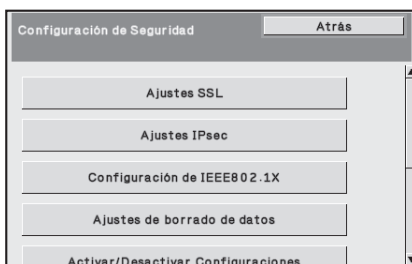 Configuración de Seguridad
Atrás
Ajustes SSL
Ajustes IPsec
Configuración de IEEE802.1X
Ajustes de borrado de datos
Activar/Desactivar Configuraciones